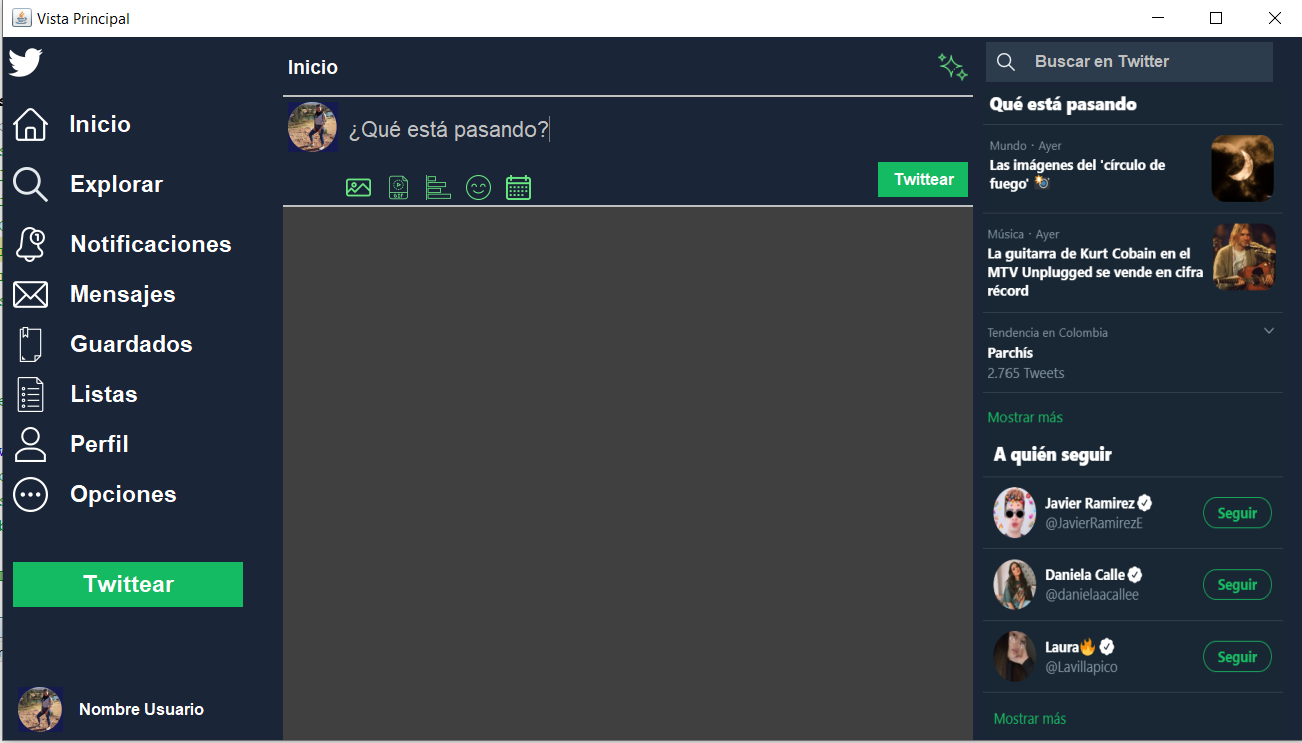 Vista Principal
Inicio
Explorar
Notificaciones
Mensajes
Guardados
Listas
Perfil
Opciones
Twittear
Nombre Usuario
Inicio
¿Qué está pasando?
GIF
Twittear
Buscar en Twitter
Qué está pasando
Mundo · Ayer
Las imágenes del 'círculo de
fuego' 📸
Música · Ayer
La guitarra de Kurt Cobain en el
MTV Unplugged se vende en cifra
récord
Tendencia en Colombia
Parchís
2.765 Tweets
Mostrar más
A quién seguir
Javier Ramirez
@JavierRamirezE
Seguir
Daniela Calle
@danielaacallee
Seguir
Laura🔥
@Lavillapico
Seguir
Mostrar más